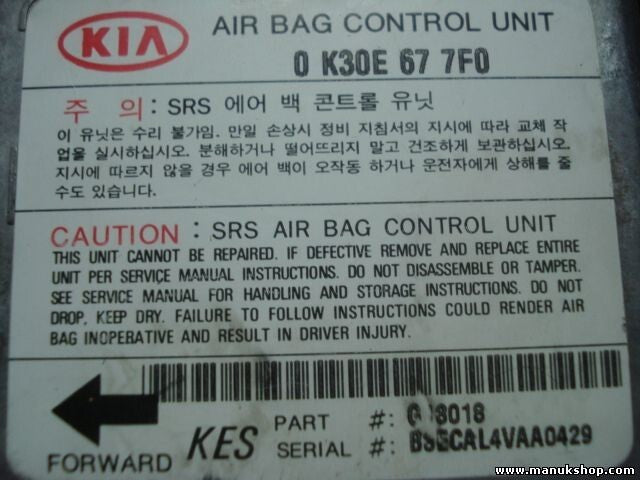 KIA AIR BAG CONTROL UNIT
0 K30E 67 7F0
주 의 : SRS 에어 백 콘트롤 유닛
이 유닛은 수리 불가임. 만일 손상시 정비 지침서의 지시에 따라 교체 작
업을 실시하십시오. 분해하거나 떨어뜨리지 말고 건조하게 보관하십시오.
지시에 따르지 않을 경우 에어 백이 오작동 하거나 운전자에게 상해를 줄
수도 있습니다.
CAUTION : SRS AIR BAG CONTROL UNIT
THIS UNIT CANNOT BE REPAIRED. IF DEFECTIVE REMOVE AND REPLACE ENTIRE
UNIT PER SERVICE MANUAL INSTRUCTIONS. DO NOT DISASSEMBLE OR TAMPER.
SEE SERVICE MANUAL FOR HANDLING AND STORAGE INSTRUCTIONS. DO NOT
DROP, KEEP DRY. FAILURE TO FOLLOW INSTRUCTIONS COULD RENDER AIR
BAG INOPERATIVE AND RESULT IN DRIVER INJURY.
PART #:
KES SERIAL #: BSECAL4VAA0429
FORWARD
www.manukshop.com